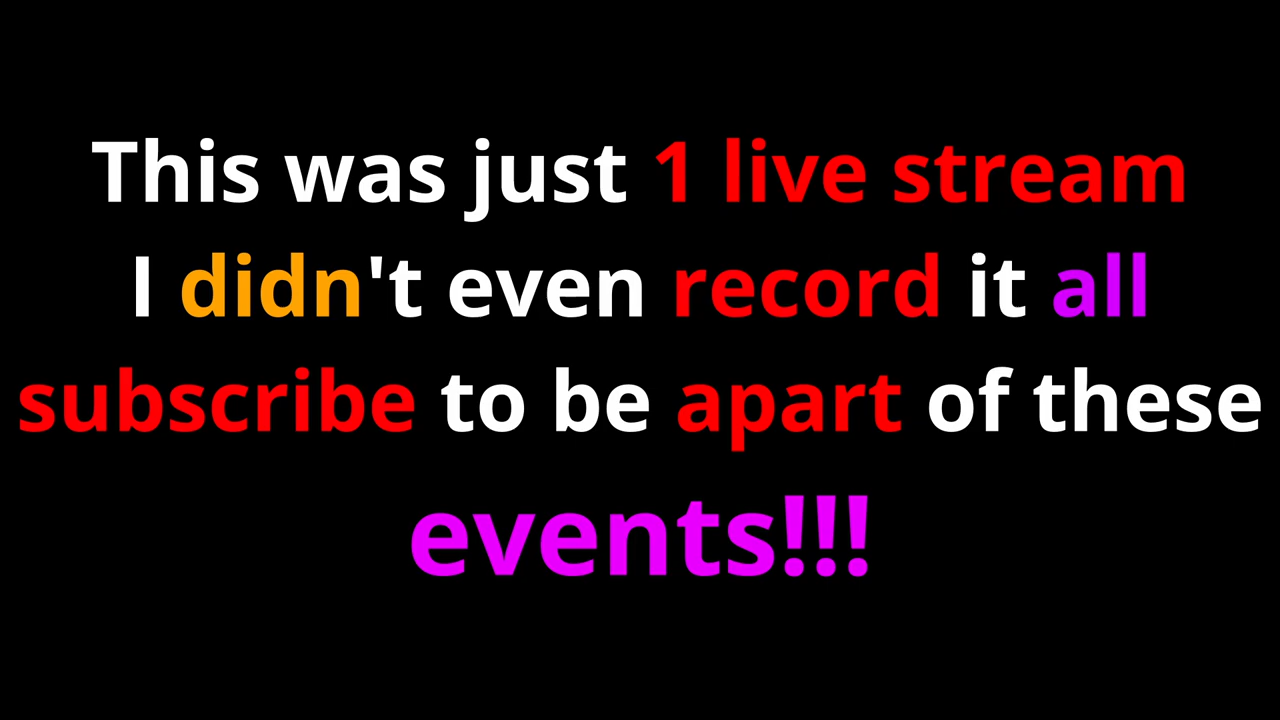 This was just 1 live stream
I didn't even record it all
subscribe to be apart of these
events!!!